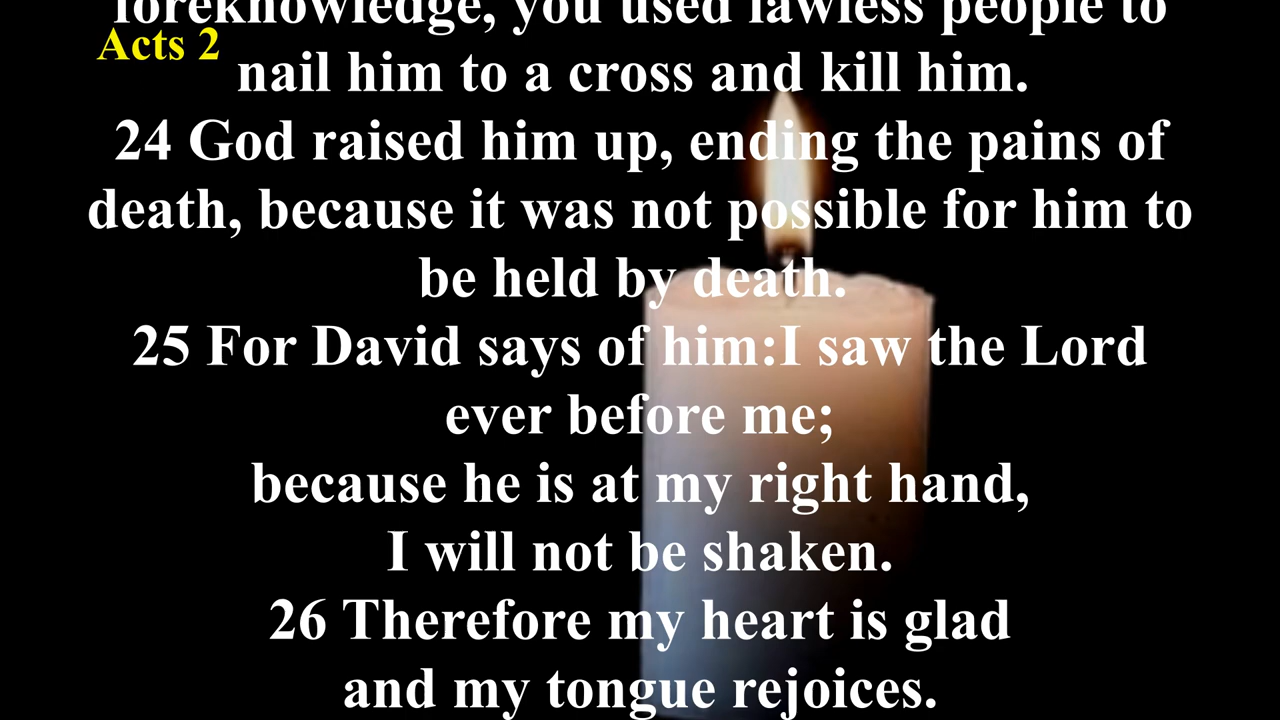 foreknowledge, you used lawless people to
Acts 2
nail him to a cross and kill him.
24 God raised him up, ending the pains of
death, because it was not possible for him to
be held by death.
25 For David says of him:I saw the Lord
ever before me;
because he is at my right hand,
I will not be shaken.
26 Therefore my heart is glad
and my tongue rejoices.